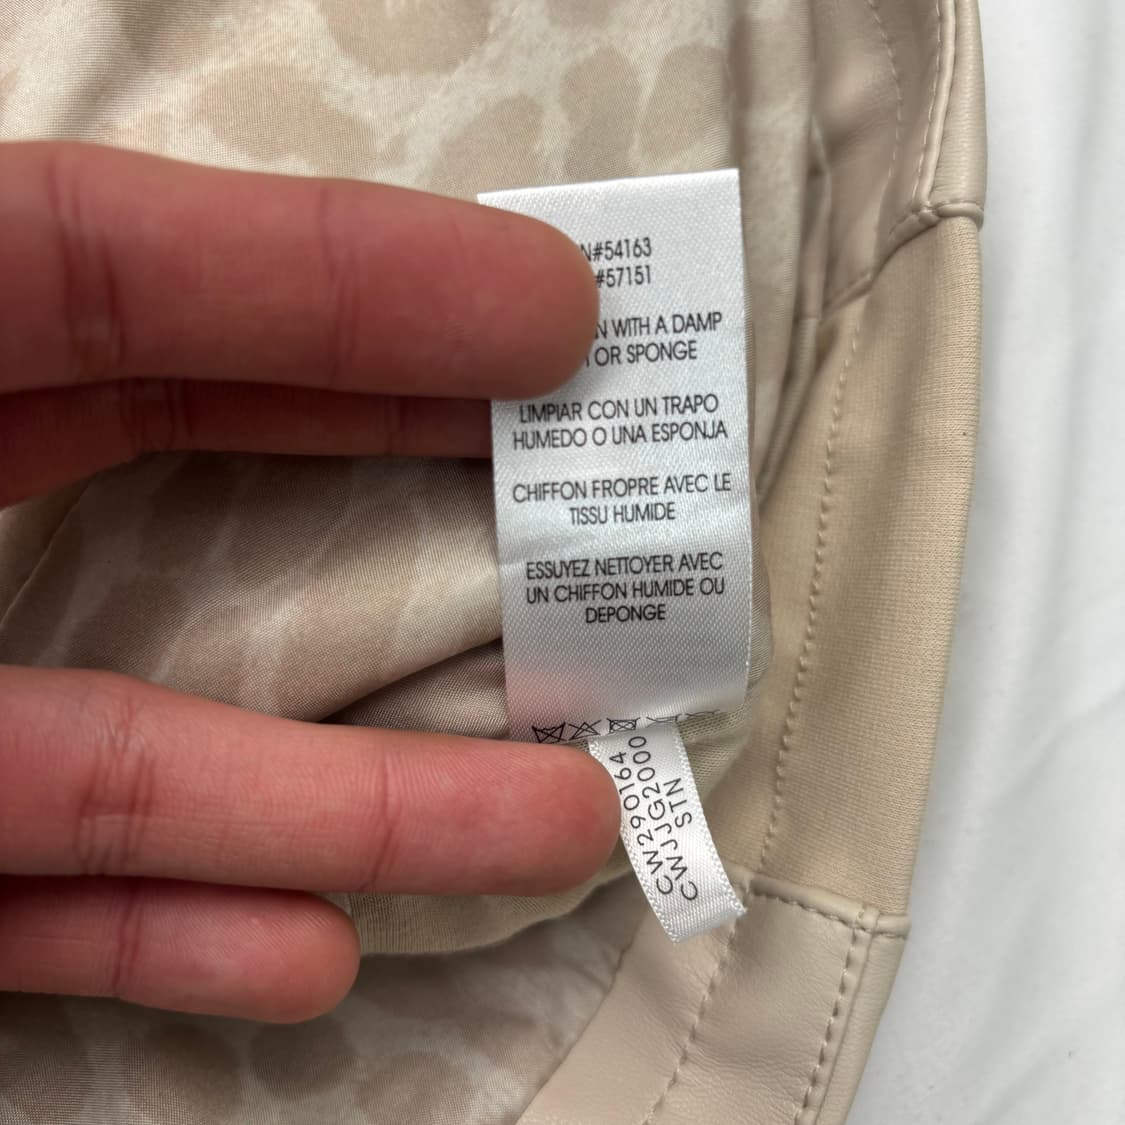 N#54163
#57151
WITH A DAMP
OR SPONGE
LIMPIAR CON UN TRAPO
HUMEDO O UNA ESPONJA
CHIFFON FROPRE AVEC LE
TISSU HUMIDE
ESSUYEZ NETTOYER AVEC
UN CHIFFON HUMIDE OU
DEPONGE
CW290164
CWJJG2000
STN